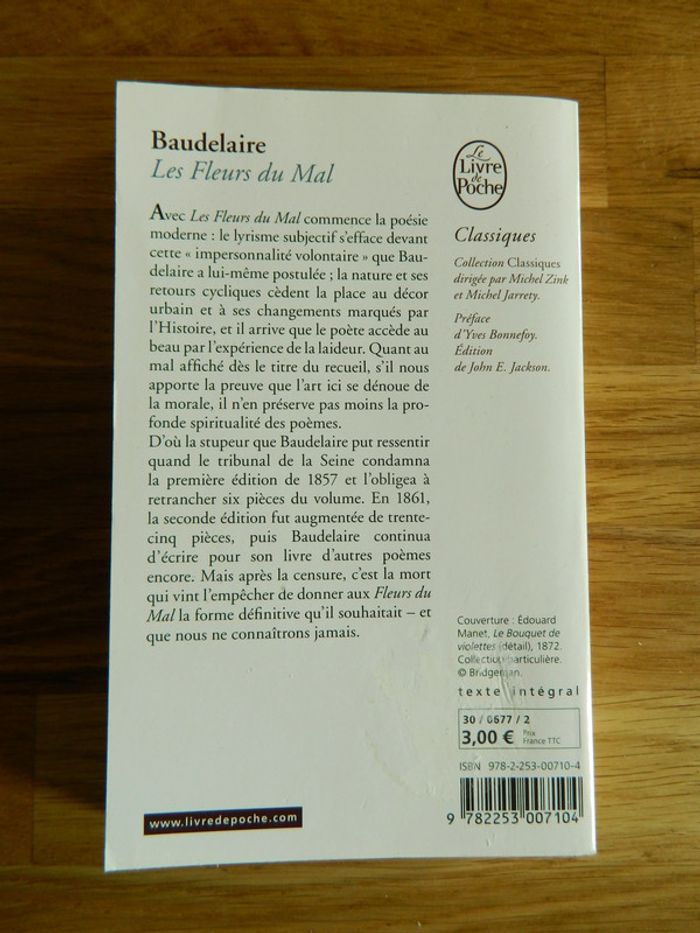 Baudelaire
Les Fleurs du Mal
Avec Les Fleurs du Mal commence la poésie
moderne : le lyrisme subjectif s’efface devant
cette « impersonnalité volontaire » que Bau-
delaire a lui-même postulée ; la nature et ses
retours cycliques cèdent la place au décor
urbain et à ses changements marqués par
l’Histoire, et il arrive que le poète accède au
beau par l’expérience de la laideur. Quant au
mal affiché dès le titre du recueil, s’il nous
apporte la preuve que l’art ici se dénoue de
la morale, il n’en préserve pas moins la pro-
fonde spiritualité des poèmes.
D’où la stupeur que Baudelaire put ressentir
quand le tribunal de la Seine condamna
la première édition de 1857 et l’obligea à
retrancher six pièces du volume. En 1861,
la seconde édition fut augmentée de trente-
cinq pièces, puis Baudelaire continua
d’écrire pour son livre d’autres poèmes
encore. Mais après la censure, c’est la mort
qui vint l’empêcher de donner aux Fleurs du
Mal la forme définitive qu’il souhaitait – et
que nous ne connaîtrons jamais.
www.livredepoche.com
Le
Livre
de
Poche
Classiques
Collection Classiques
dirigée par Michel Zink
et Michel Jarrety.
Préface
d’Yves Bonnefoy.
Édition
de John E. Jackson.
Couverture : Édouard
Manet, Le Bouquet de
violettes (détail), 1872.
Collection particulière.
© Bridgeman.
texte intégral
30 / 0677 / 2
3,00 € Prix
France TTC
ISBN 978-2-253-00710-4
9 782253 007104